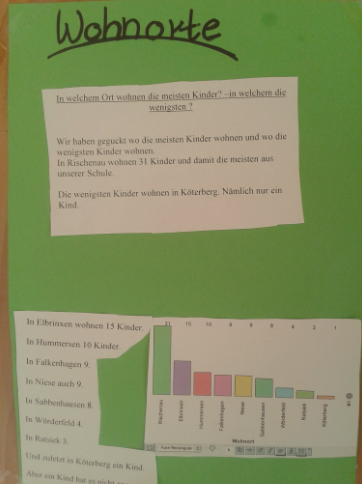 Wohnorte
In welchem Ort wohnen die meisten Kinder? –in welchem die
wenigsten ?
Wir haben geguckt wo die meisten Kinder wohnen und wo die
wenigsten Kinder wohnen.
In Rischenau wohnen 31 Kinder und damit die meisten aus
unserer Schule.
Die wenigsten Kinder wohnen in Köterberg. Nämlich nur ein
Kind.
In Elbrinxen wohnen 15 Kinder.
In Hummersen 10 Kinder.
In Falkenhagen 9.
In Niese auch 9.
In Sabbenhausen 8.
In Wörderfeld 4.
In Ratsiek 3.
Und zuletzt in Köterberg ein Kind.
Aber ein Kind hat es nicht
31 15 10 9 9 8 4 3 1
Rischenau
Elbrinxen
Hummersen
Falkenhagen
Niese
Sabbenhausen
Wörderfeld
Ratsiek
Köterberg
Wohnort